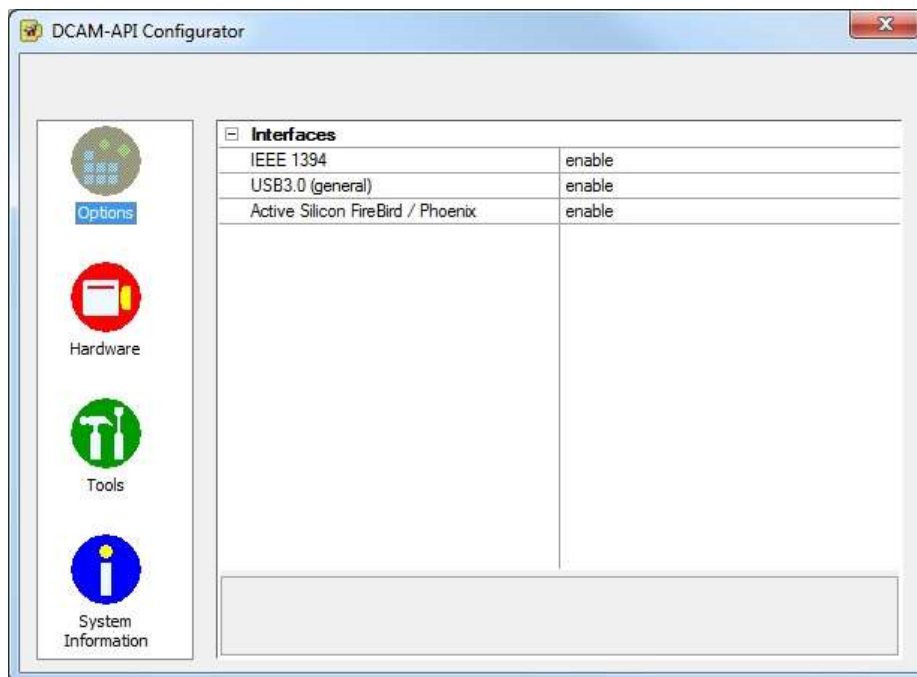 DCAM-API Configurator
Options
Hardware
Tools
System
Information
Interfaces
IEEE 1394 enable
USB3.0 (general) enable
Active Silicon FireBird / Phoenix enable